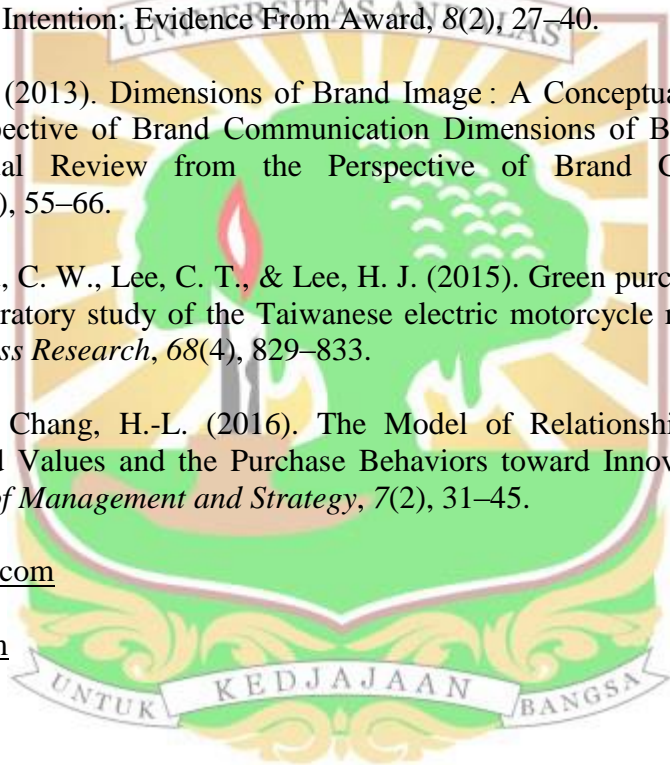 UNIVERSITAS ANDALAS
Intention: Evidence From Award, 8(2), 27–40.
(2013). Dimensions of Brand Image : A Conceptua
pective of Brand Communication Dimensions of B
al Review from the Perspective of Brand C
), 55–66.
., C. W., Lee, C. T., & Lee, H. J. (2015). Green purc
ratory study of the Taiwanese electric motorcycle
ss Research, 68(4), 829–833.
Chang, H.-L. (2016). The Model of Relationshi
d Values and the Purchase Behaviors toward Innov
of Management and Strategy, 7(2), 31–45.
com
UNTUK KEDJAJAAN BANGSA